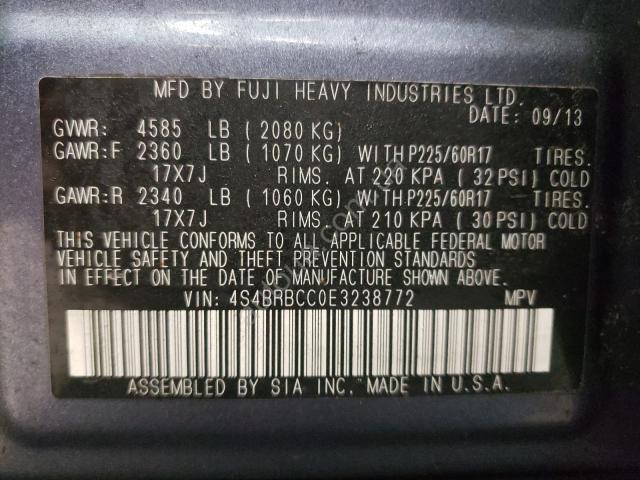 MFD BY FUJI HEAVY INDUSTRIES LTD.
DATE: 09/13
GVWR: 4585 LB ( 2080 KG)
GAWR:F 2360 LB ( 1070 KG) WITH P225/60R17 TIRES.
17X7J RIMS. AT 220 KPA ( 32 PSI) COLD
GAWR:R 2340 LB ( 1060 KG) WITH P225/60R17 TIRES.
17X7J RIMS. AT 210 KPA ( 30 PSI) COLD
THIS VEHICLE CONFORMS TO ALL APPLICABLE FEDERAL MOTOR
VEHICLE SAFETY AND THEFT PREVENTION STANDARDS
IN EFFECT ON THE DATE OF MANUFACTURE SHOWN ABOVE.
VIN: 4S4BRBCC0E3238772 MPV
ASSEMBLED BY SIA INC. MADE IN U.S.A.